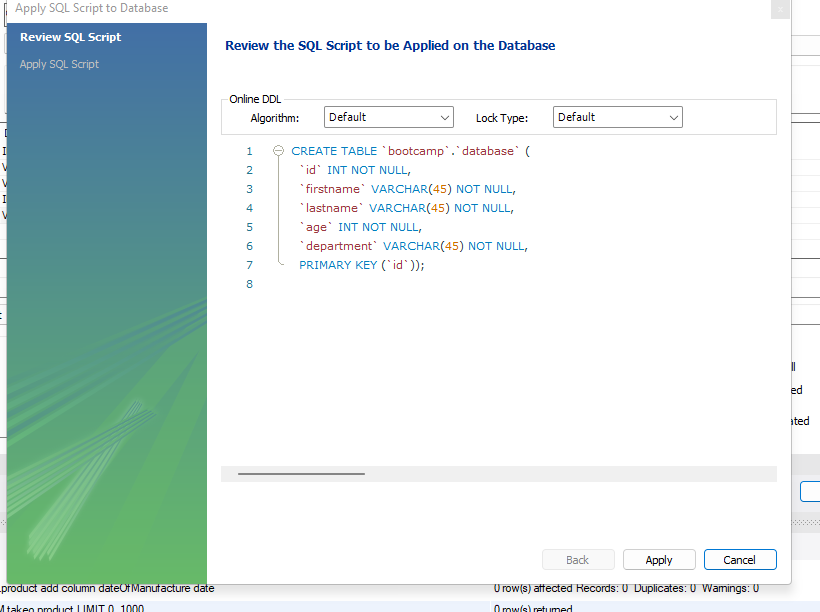 Apply SQL Script to Database
Review SQL Script
Apply SQL Script
Review the SQL Script to be Applied on the Database
Online DDL
Algorithm: Default Lock Type: Default
1 CREATE TABLE `bootcamp`.`database` (
2 `id` INT NOT NULL,
3 `firstname` VARCHAR(45) NOT NULL,
4 `lastname` VARCHAR(45) NOT NULL,
5 `age` INT NOT NULL,
6 `department` VARCHAR(45) NOT NULL,
7 PRIMARY KEY (`id`));
8
Back Apply Cancel
.product add column dateOfManufacture date 0 row(s) affected Records: 0 Duplicates: 0 Warnings: 0
takeo.product LIMIT 0, 1000 0 row(s) returned